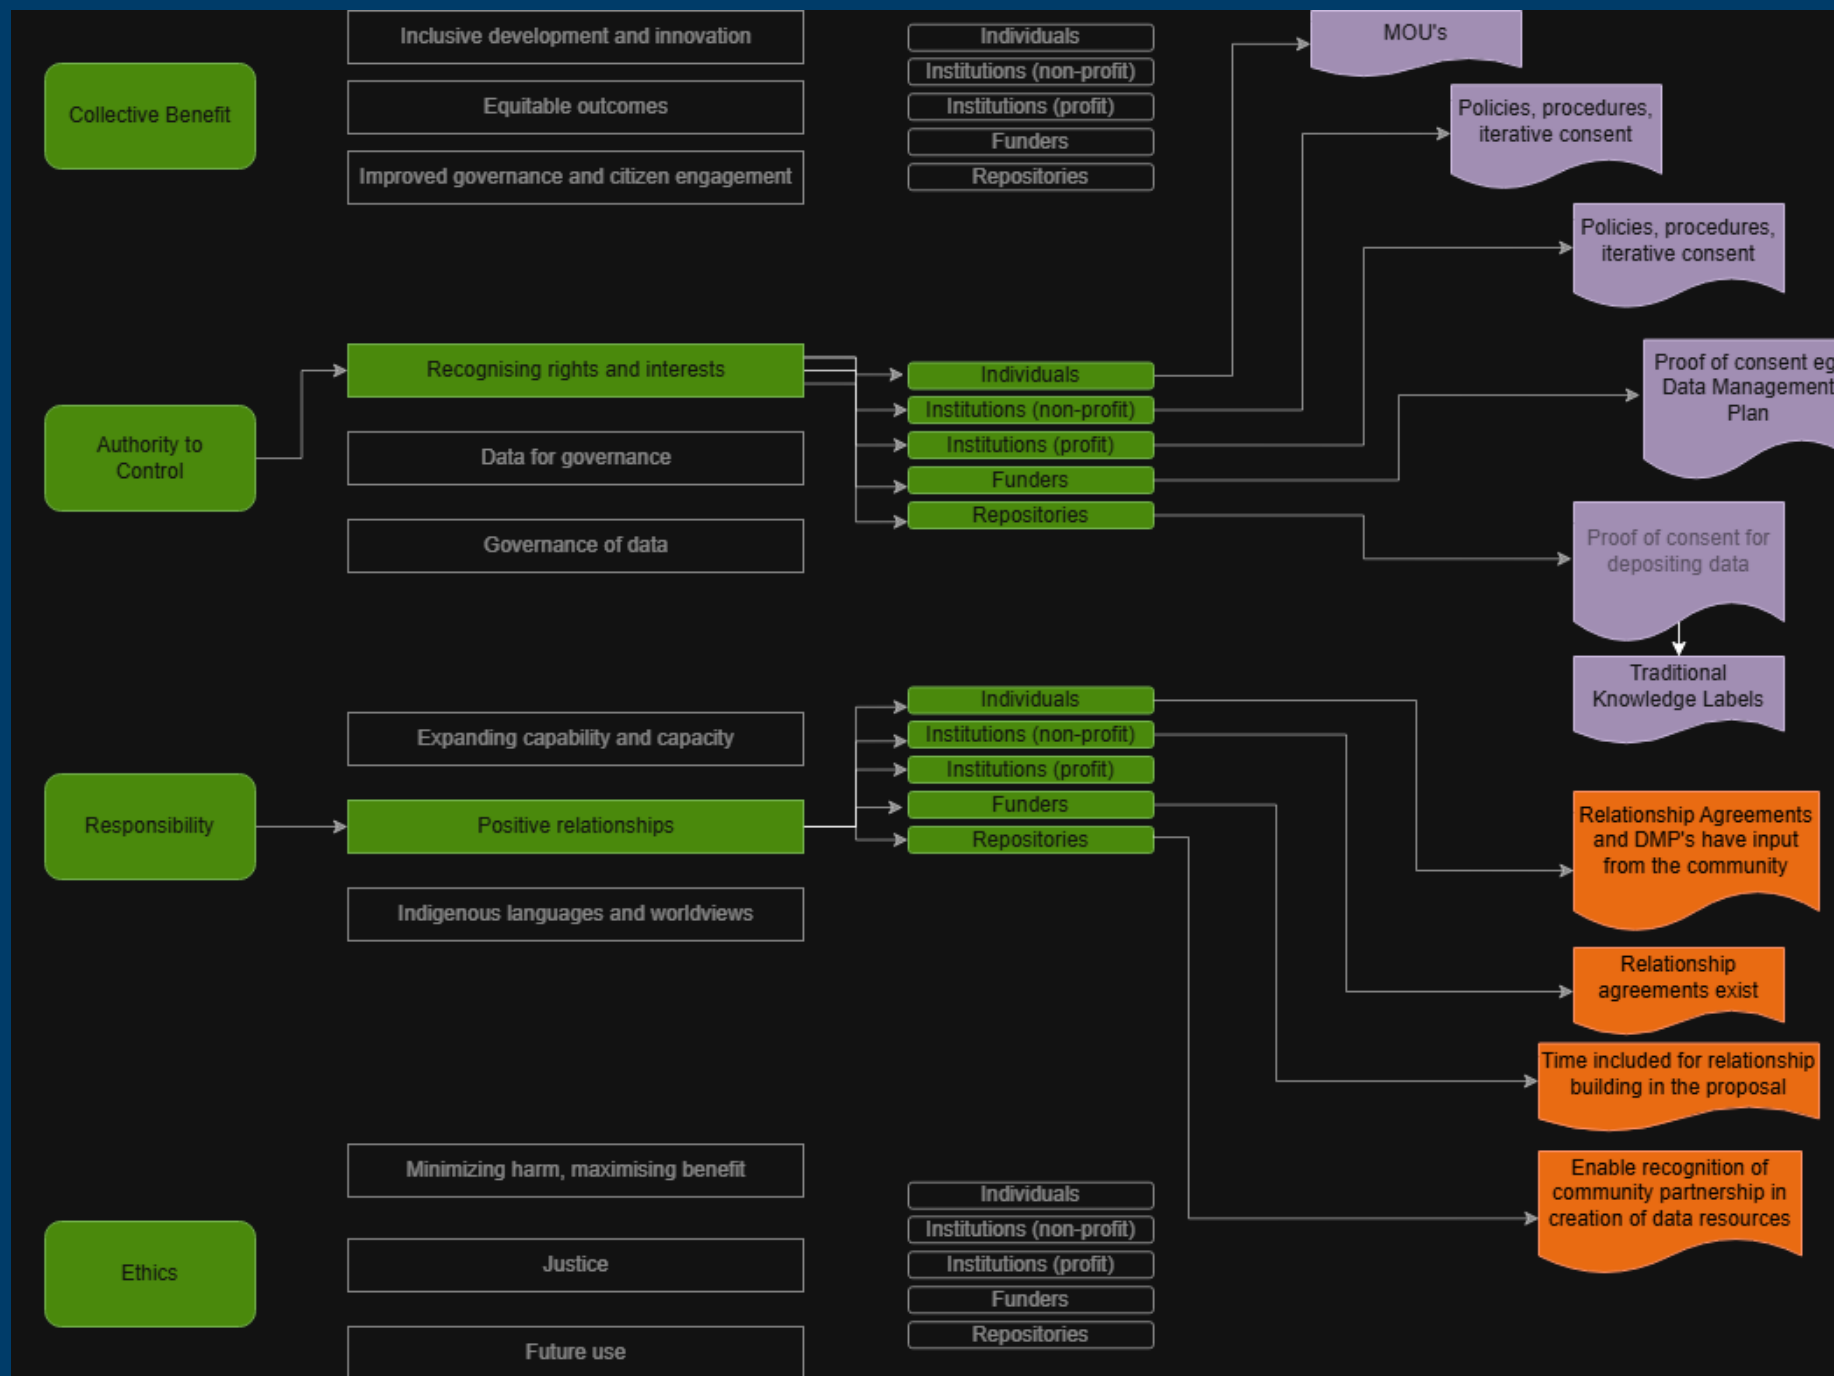 Collective Benefit
Inclusive development and innovation
Equitable outcomes
Improved governance and citizen engagement
Individuals
Institutions (non-profit)
Institutions (profit)
Funders
Repositories
MOU's
Policies, procedures,
iterative consent
Policies, procedures,
iterative consent
Authority to
Control
Recognising rights and interests
Data for governance
Governance of data
Individuals
Institutions (non-profit)
Institutions (profit)
Funders
Repositories
Proof of consent eg
Data Management
Plan
Proof of consent for
depositing data
Traditional
Knowledge Labels
Responsibility
Expanding capability and capacity
Positive relationships
Indigenous languages and worldviews
Individuals
Institutions (non-profit)
Institutions (profit)
Funders
Repositories
Relationship Agreements
and DMP's have input
from the community
Relationship
agreements exist
Time included for relationship
building in the proposal
Enable recognition of
community partnership in
creation of data resources
Ethics
Minimizing harm, maximising benefit
Justice
Future use
Individuals
Institutions (non-profit)
Institutions (profit)
Funders
Repositories